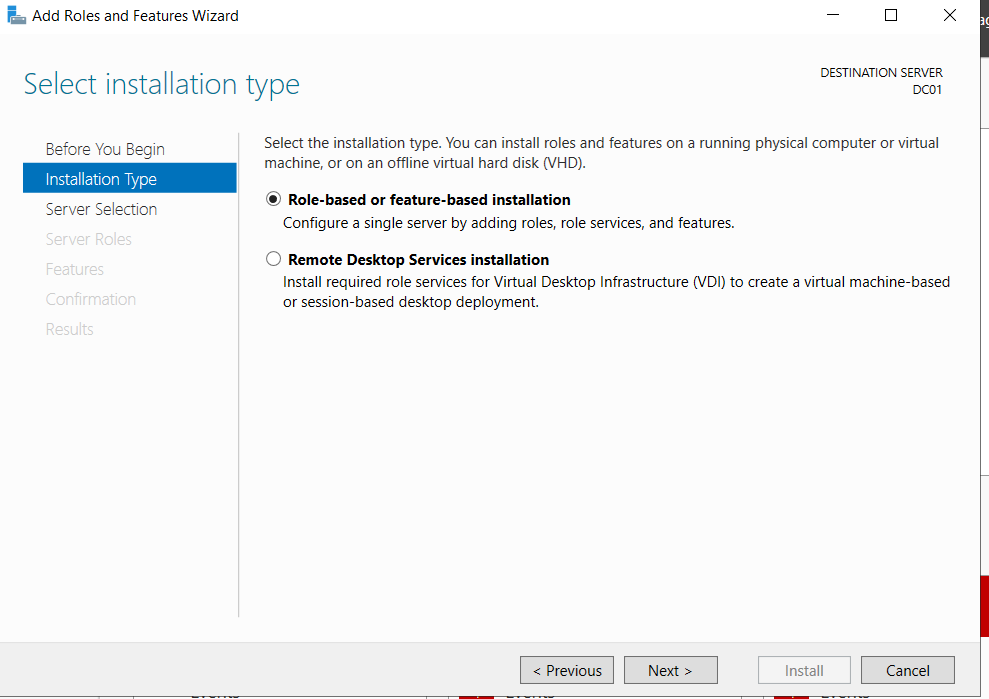 Add Roles and Features Wizard
Select installation type
DESTINATION SERVER
DC01
Before You Begin
Installation Type
Server Selection
Server Roles
Features
Confirmation
Results
Select the installation type. You can install roles and features on a running physical computer or virtual
machine, or on an offline virtual hard disk (VHD).
Role-based or feature-based installation
Configure a single server by adding roles, role services, and features.
Remote Desktop Services installation
Install required role services for Virtual Desktop Infrastructure (VDI) to create a virtual machine-based
or session-based desktop deployment.
< Previous
Next >
Install
Cancel